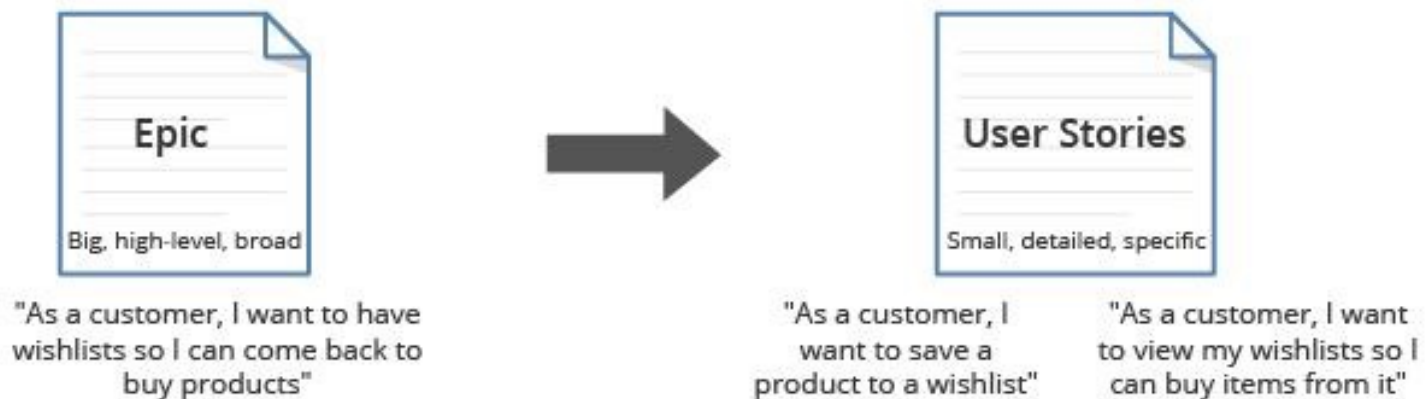 Epic
Big, high-level, broad
"As a customer, I want to have
wishlists so I can come back to
buy products"
User Stories
Small, detailed, specific
"As a customer, I
want to save a
product to a wishlist"
"As a customer, I want
to view my wishlists so I
can buy items from it"